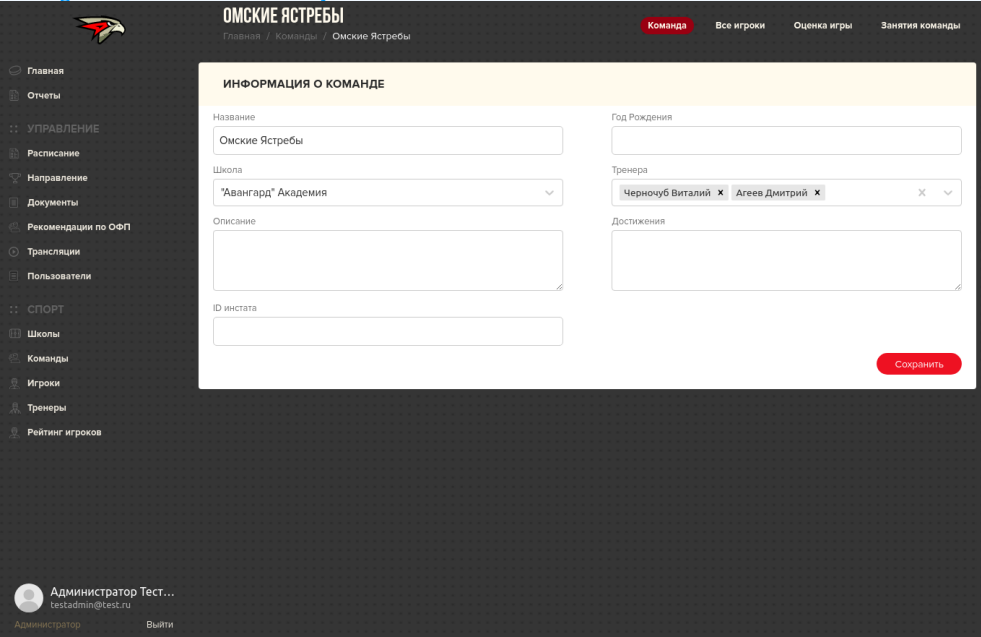 ОМСКИЕ ЯСТРЕБЫ
Главная / Команды / Омские Ястребы
Команда Все игроки Оценка игры Занятия команды
Главная
Отчеты
УПРАВЛЕНИЕ
Расписание
Направление
Документы
Рекомендации по ОФП
Трансляции
Пользователи
СПОРТ
Школы
Команды
Игроки
Тренеры
Рейтинг игроков
Администратор Тест...
testadmin@test.ru
Администратор Выйти
ИНФОРМАЦИЯ О КОМАНДЕ
Название
Омские Ястребы
Год Рождения
Школа
"Авангард" Академия
Тренера
Черночуб Виталий × Агеев Дмитрий ×
Описание
Достижения
ID инстата
Сохранить